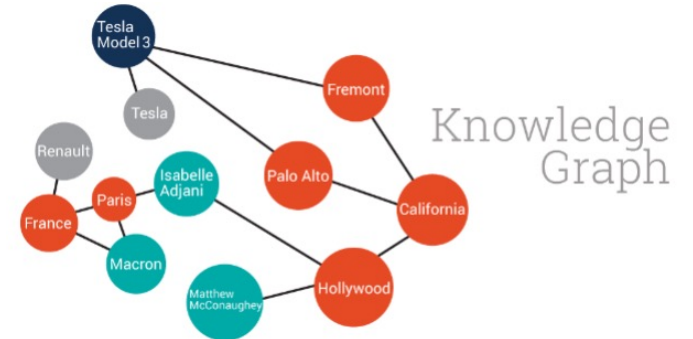 Tesla
Model 3
Fremont
Tesla
Knowledge
Graph
Renault
Isabelle
Adjani
Palo Alto
Paris
California
France
Macron
Hollywood
Matthew
McConaughey